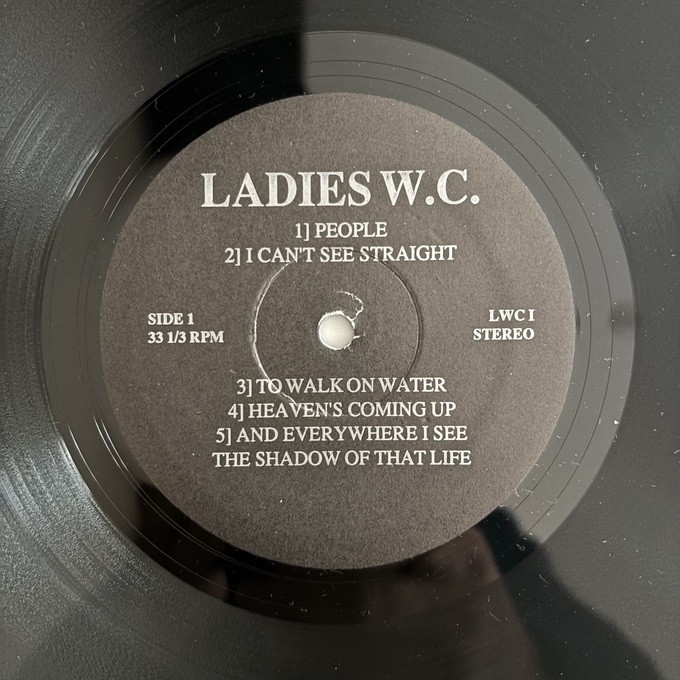 LADIES W.C.
1] PEOPLE
2] I CAN'T SEE STRAIGHT
SIDE 1
33 1/3 RPM
LWC I
STEREO
3] TO WALK ON WATER
4] HEAVEN'S COMING UP
5] AND EVERYWHERE I SEE
THE SHADOW OF THAT LIFE